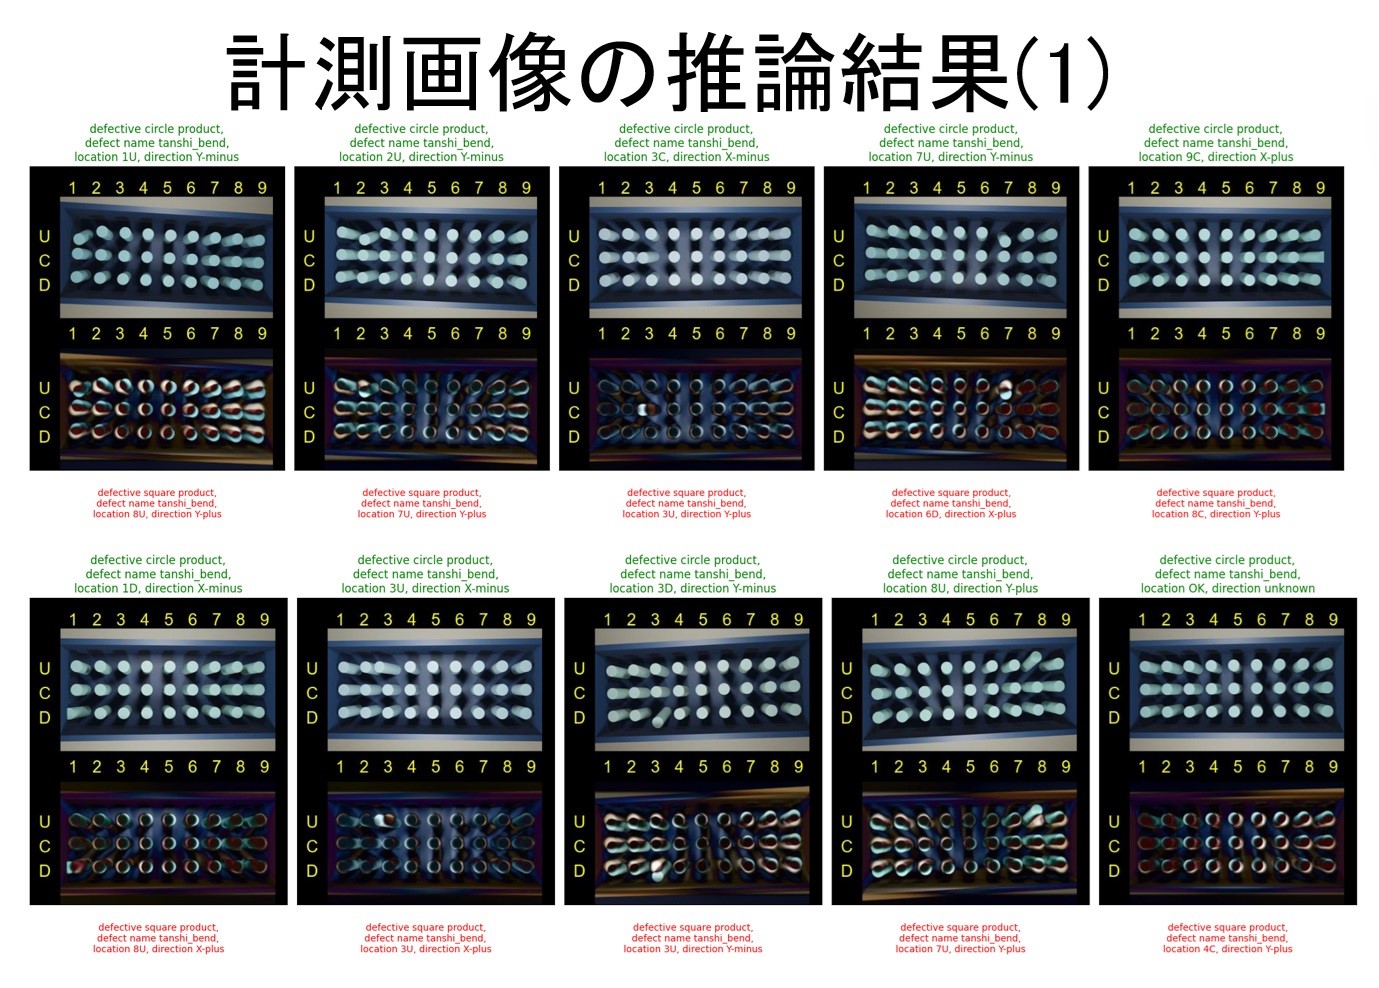 計測画像の推論結果(1)
defective circle product,
defect name tanshi_bend,
location 1U, direction Y-minus
1 2 3 4 5 6 7 8 9
U
C
D
1 2 3 4 5 6 7 8 9
U
C
D
defective square product,
defect name tanshi_bend,
location 8U, direction Y-plus
defective circle product,
defect name tanshi_bend,
location 2U, direction Y-minus
1 2 3 4 5 6 7 8 9
U
C
D
1 2 3 4 5 6 7 8 9
U
C
D
defective square product,
defect name tanshi_bend,
location 7U, direction Y-plus
defective circle product,
defect name tanshi_bend,
location 3C, direction X-minus
1 2 3 4 5 6 7 8 9
U
C
D
1 2 3 4 5 6 7 8 9
U
C
D
defective square product,
defect name tanshi_bend,
location 3U, direction Y-plus
defective circle product,
defect name tanshi_bend,
location 7U, direction Y-minus
1 2 3 4 5 6 7 8 9
U
C
D
1 2 3 4 5 6 7 8 9
U
C
D
defective square product,
defect name tanshi_bend,
location 6D, direction X-plus
defective circle product,
defect name tanshi_bend,
location 9C, direction X-plus
1 2 3 4 5 6 7 8 9
U
C
D
1 2 3 4 5 6 7 8 9
U
C
D
defective square product,
defect name tanshi_bend,
location 8C, direction Y-plus
defective circle product,
defect name tanshi_bend,
location 1D, direction X-minus
1 2 3 4 5 6 7 8 9
U
C
D
1 2 3 4 5 6 7 8 9
U
C
D
defective square product,
defect name tanshi_bend,
location 8U, direction X-plus
defective circle product,
defect name tanshi_bend,
location 3U, direction X-minus
1 2 3 4 5 6 7 8 9
U
C
D
1 2 3 4 5 6 7 8 9
U
C
D
defective square product,
defect name tanshi_bend,
location 3U, direction X-plus
defective circle product,
defect name tanshi_bend,
location 3D, direction Y-minus
1 2 3 4 5 6 7 8 9
U
C
D
1 2 3 4 5 6 7 8 9
U
C
D
defective square product,
defect name tanshi_bend,
location 3U, direction Y-minus
defective circle product,
defect name tanshi_bend,
location 8U, direction Y-plus
1 2 3 4 5 6 7 8 9
U
C
D
1 2 3 4 5 6 7 8 9
U
C
D
defective square product,
defect name tanshi_bend,
location 7U, direction Y-plus
defective circle product,
defect name tanshi_bend,
location OK, direction unknown
1 2 3 4 5 6 7 8 9
U
C
D
1 2 3 4 5 6 7 8 9
U
C
D
defective square product,
defect name tanshi_bend,
location 4C, direction Y-plus